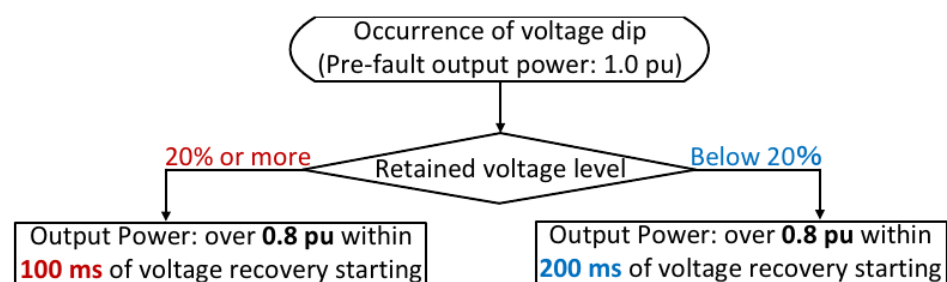 Occurrence of voltage dip
(Pre-fault output power: 1.0 pu)
20% or more
Retained voltage level
Below 20%
Output Power: over 0.8 pu within
100 ms of voltage recovery starting
Output Power: over 0.8 pu within
200 ms of voltage recovery starting